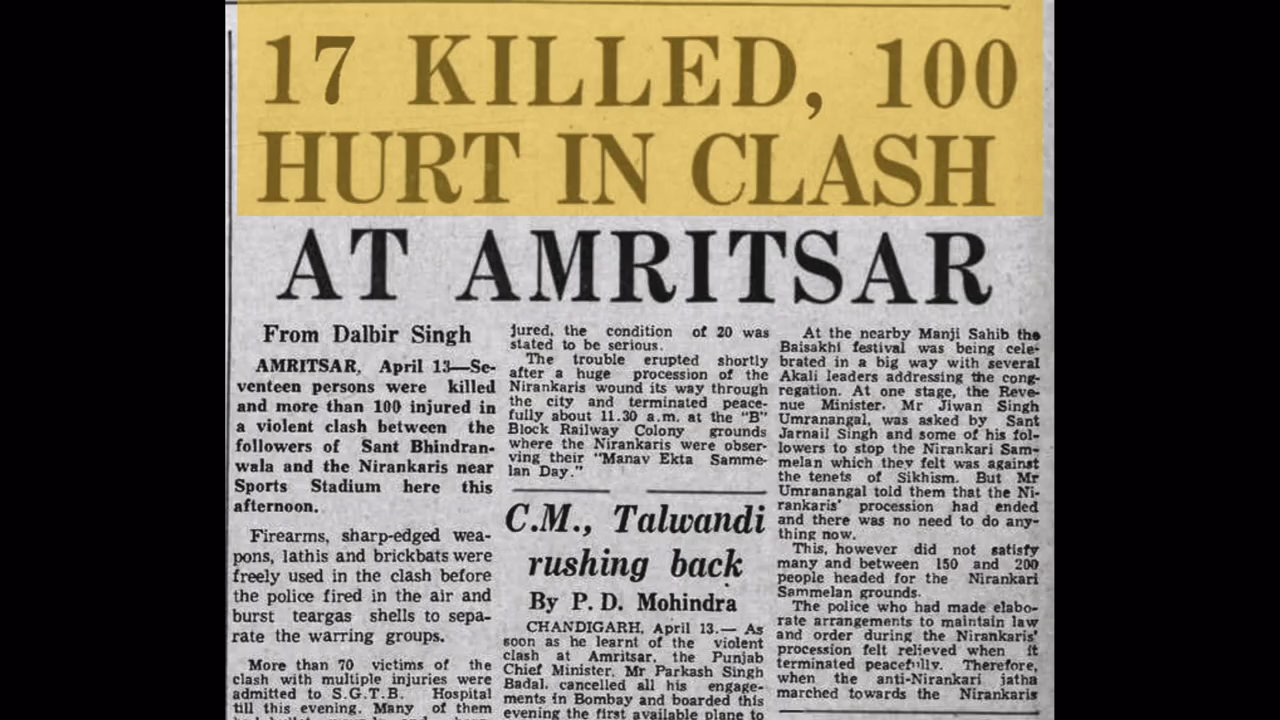 17 KILLED, 100
HURT IN CLASH
AT AMRITSAR
From Dalbir Singh
AMRITSAR, April 13—Se-
venteen persons were killed
and more than 100 injured in
a violent clash between the
followers of Sant Bhindran-
wala and the Nirankaris near
Sports Stadium here this
afternoon.
Firearms, sharp-edged wea-
pons, lathis and brickbats were
freely used in the clash before
the police fired in the air and
burst teargas shells to sepa-
rate the warring groups.
More than 70 victims of the
clash with multiple injuries were
admitted to S.G.T.B. Hospital
till this evening. Many of them
jured, the condition of 20 was
stated to be serious.
The trouble erupted shortly
after a huge procession of the
Nirankaris wound its way through
the city and terminated peace-
fully about 11.30 a.m. at the "B"
Block Railway Colony grounds
where the Nirankaris were obser-
ving their "Manav Ekta Samme-
lan Day."
C.M., Talwandi
rushing back
By P. D. Mohindra
CHANDIGARH, April 13.— As
soon as he learnt of the violent
clash at Amritsar, the Punjab
Chief Minister, Mr Parkash Singh
Badal, cancelled all his engage-
ments in Bombay and boarded this
evening the first available plane to
At the nearby Manji Sahib the
Baisakhi festival was being cele-
brated in a big way with several
Akali leaders addressing the cong-
regation. At one stage, the Reve-
nue Minister, Mr Jiwan Singh
Umranangal, was asked by Sant
Jarnail Singh and some of his fol-
lowers to stop the Nirankari Sam-
melan which they felt was against
the tenets of Sikhism. But Mr
Umranangal told them that the Ni-
rankaris' procession had ended
and there was no need to do any-
thing now.
This, however did not satisfy
many and between 150 and 200
people headed for the Nirankari
Sammelan grounds.
The police who had made elabo-
rate arrangements to maintain law
and order during the Nirankaris'
procession felt relieved when it
terminated peacefully. Therefore,
when the anti-Nirankari jatha
marched towards the Nirankaris